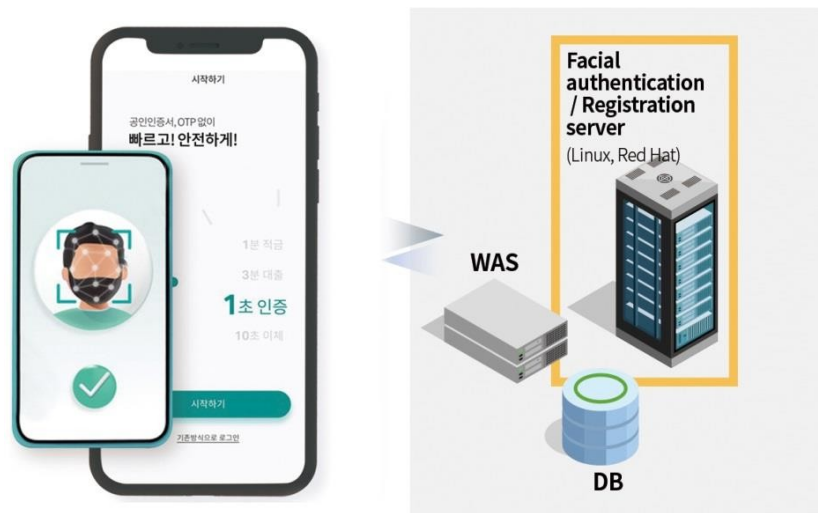 시작하기
공인인증서, OTP 없이
빠르고! 안전하게!
1분 적금
3분 대출
1초 인증
10초 이체
시작하기
기존방식으로 로그인
Facial
authentication
/ Registration
server
(Linux, Red Hat)
WAS
DB